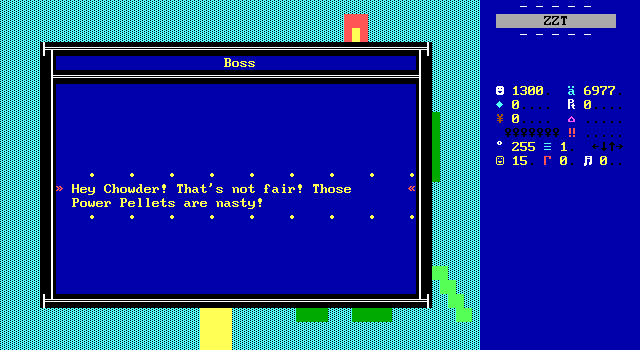 ZZT
Boss
1300 ä 6977
0 R 0
¥ 0
‼
° 255 ≡ 1 ←↓↑→
15 Γ 0 ♫ 0
» Hey Chowder! That's not fair! Those «
Power Pellets are nasty!